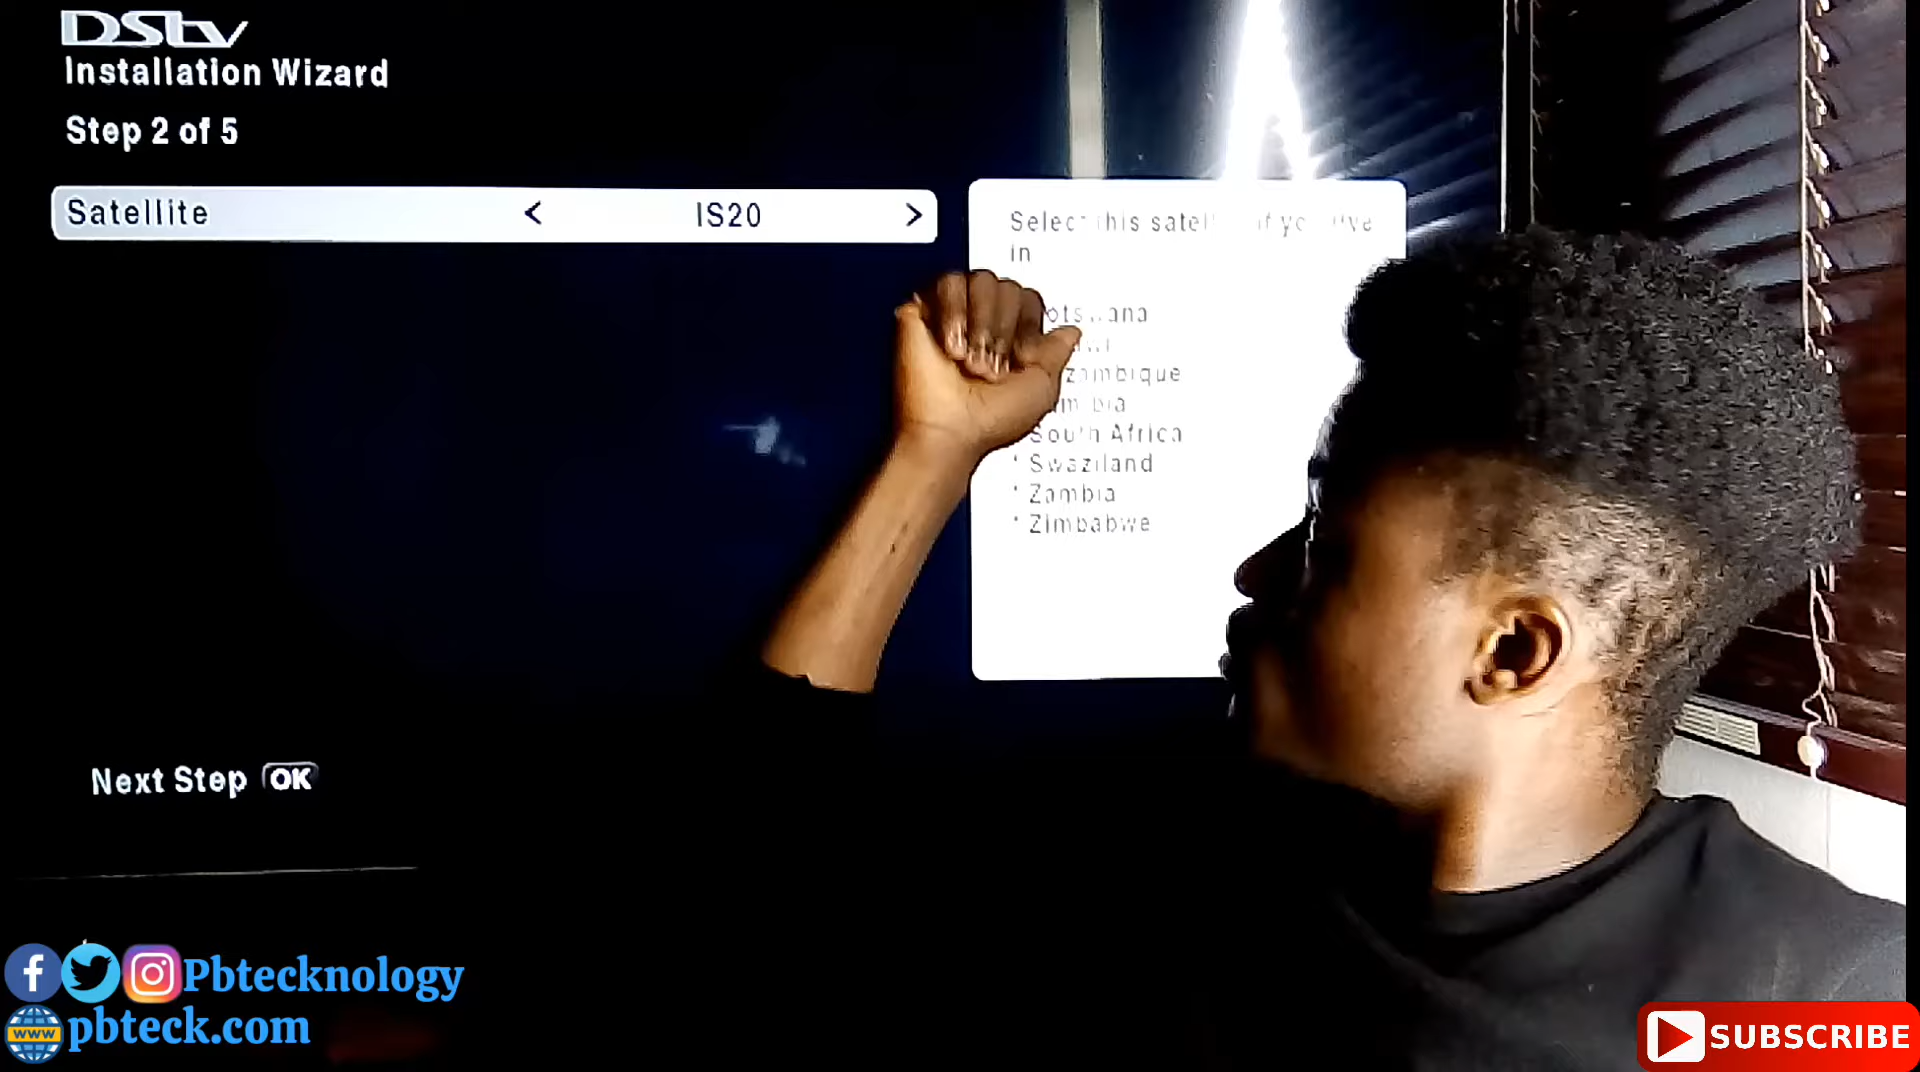 DStv
Installation Wizard
Step 2 of 5
Satellite < IS20 >
in
South Africa
* Swaziland
* Zambia
* Zimbabwe
Next Step OK
Pbtecknology
www pbteck.com
SUBSCRIBE